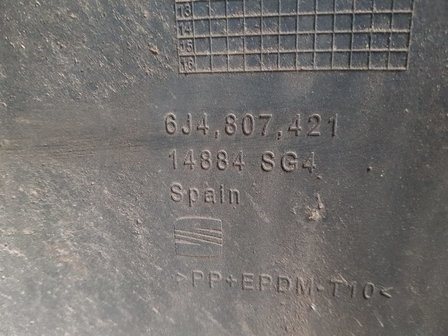 13
14
15
16
6J4,807,421
14884 SG4
Spain
>PP+EPDM-T10<